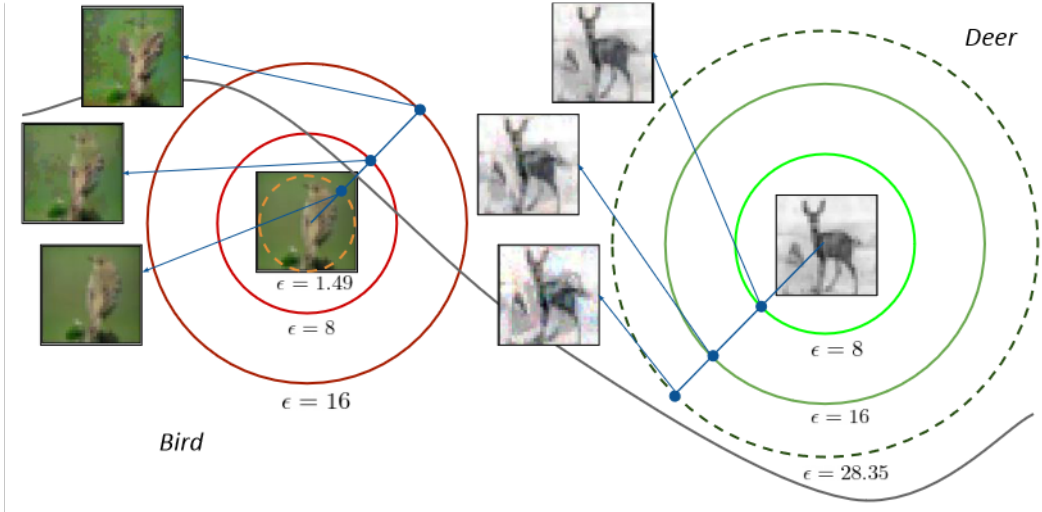 Deer
ϵ = 1.49
ϵ = 8
ϵ = 16
Bird
ϵ = 8
ϵ = 16
ϵ = 28.35